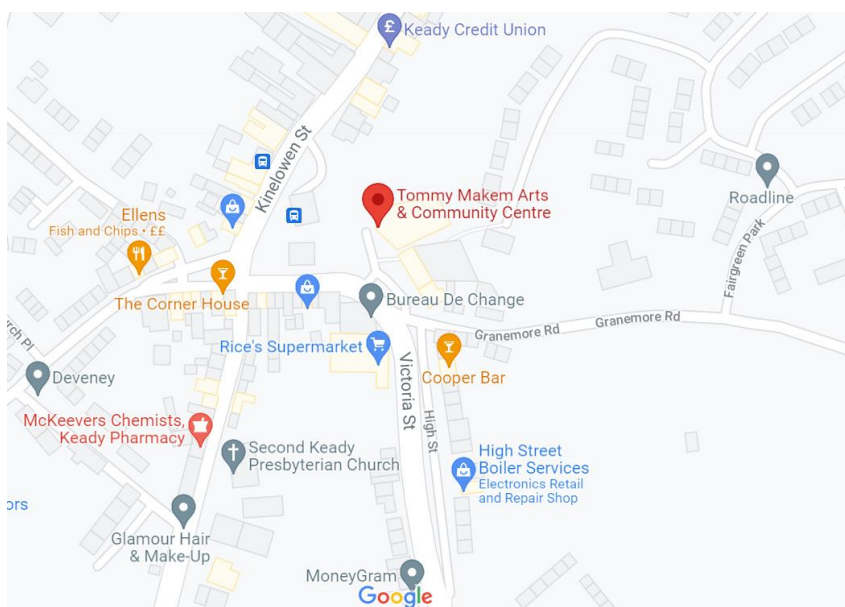 Keady Credit Union
Kinelowen St
Tommy Makem Arts
& Community Centre
Roadline
Ellens
Fish and Chips • ££
Fairgreen Park
The Corner House
Bureau De Change
Granemore Rd
Granemore Rd
rch Pl
Rice's Supermarket
Victoria St
Cooper Bar
Deveney
High St
McKeevers Chemists,
Keady Pharmacy
Second Keady
Presbyterian Church
High Street
Boiler Services
Electronics Retail
and Repair Shop
ors
Glamour Hair
& Make-Up
MoneyGram
Google